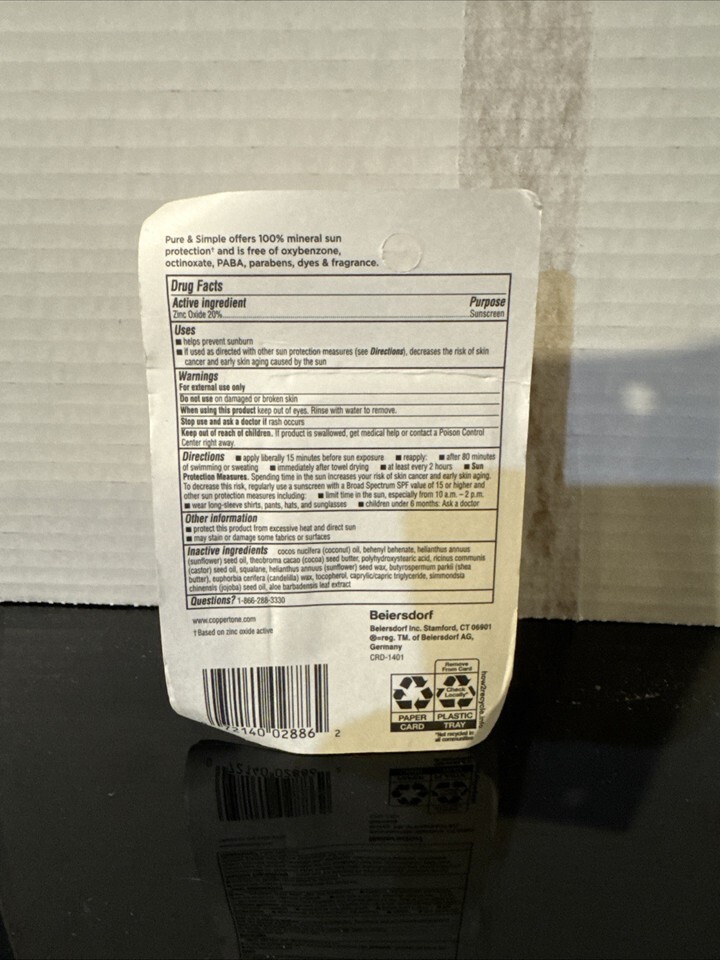 Pure & Simple offers 100% mineral sun
protection† and is free of oxybenzone,
octinoxate, PABA, parabens, dyes & fragrance.
Drug Facts
Active ingredient Purpose
Zinc Oxide 20% Sunscreen
Uses
■ helps prevent sunburn
■ if used as directed with other sun protection measures (see Directions), decreases the risk of skin
cancer and early skin aging caused by the sun
Warnings
For external use only
Do not use on damaged or broken skin
When using this product keep out of eyes. Rinse with water to remove.
Stop use and ask a doctor if rash occurs
Keep out of reach of children. If product is swallowed, get medical help or contact a Poison Control
Center right away.
Directions ■ apply liberally 15 minutes before sun exposure ■ reapply: ■ after 80 minutes
of swimming or sweating ■ immediately after towel drying ■ at least every 2 hours ■ Sun
Protection Measures. Spending time in the sun increases your risk of skin cancer and early skin aging.
To decrease this risk, regularly use a sunscreen with a Broad Spectrum SPF value of 15 or higher and
other sun protection measures including: ■ limit time in the sun, especially from 10 a.m. – 2 p.m.
■ wear long-sleeve shirts, pants, hats, and sunglasses ■ children under 6 months: Ask a doctor
Other information
■ protect this product from excessive heat and direct sun
■ may stain or damage some fabrics or surfaces
Inactive ingredients cocos nucifera (coconut) oil, behenyl behenate, helianthus annuus
(sunflower) seed oil, theobroma cacao (cocoa) seed butter, polyhydroxystearic acid, ricinus communis
(castor) seed oil, squalane, helianthus annuus (sunflower) seed wax, butyrospermum parkii (shea
butter), euphorbia cerifera (candelilla) wax, tocopherol, caprylic/capric triglyceride, simmondsia
chinensis (jojoba) seed oil, aloe barbadensis leaf extract
Questions? 1-866-288-3330
www.coppertone.com
† Based on zinc oxide active
Beiersdorf
Beiersdorf Inc. Stamford, CT 06901
®=reg. TM. of Beiersdorf AG,
Germany
CRD-1401
72140 02886 2
Remove
From Card
Check
Locally*
PAPER
CARD
PLASTIC
TRAY
*Not recycled in
all communities
how2recycle.info